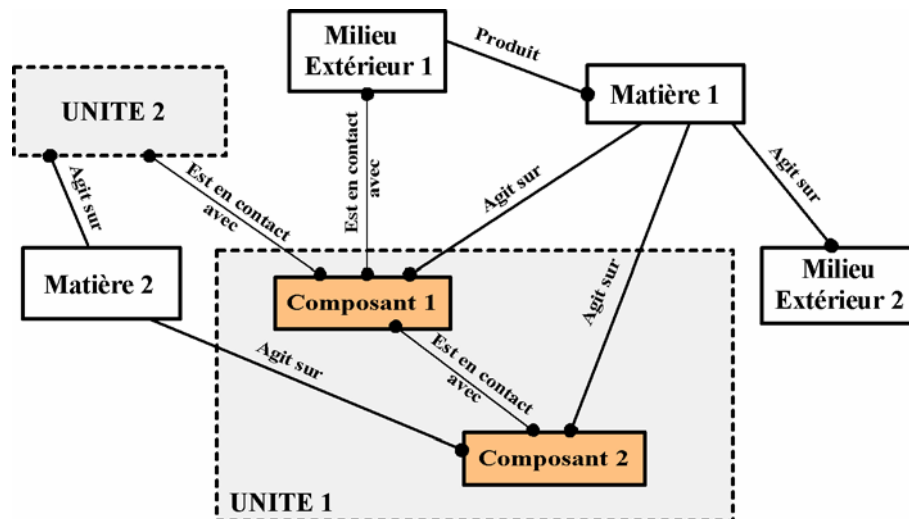 Milieu
Extérieur 1
Produit
Matière 1
UNITE 2
Est en contact
avec
Est en contact
avec
Agit sur
Agit sur
Agit sur
Matière 2
Milieu
Extérieur 2
Composant 1
Agit sur
Agit sur
Est en contact
avec
Composant 2
UNITE 1